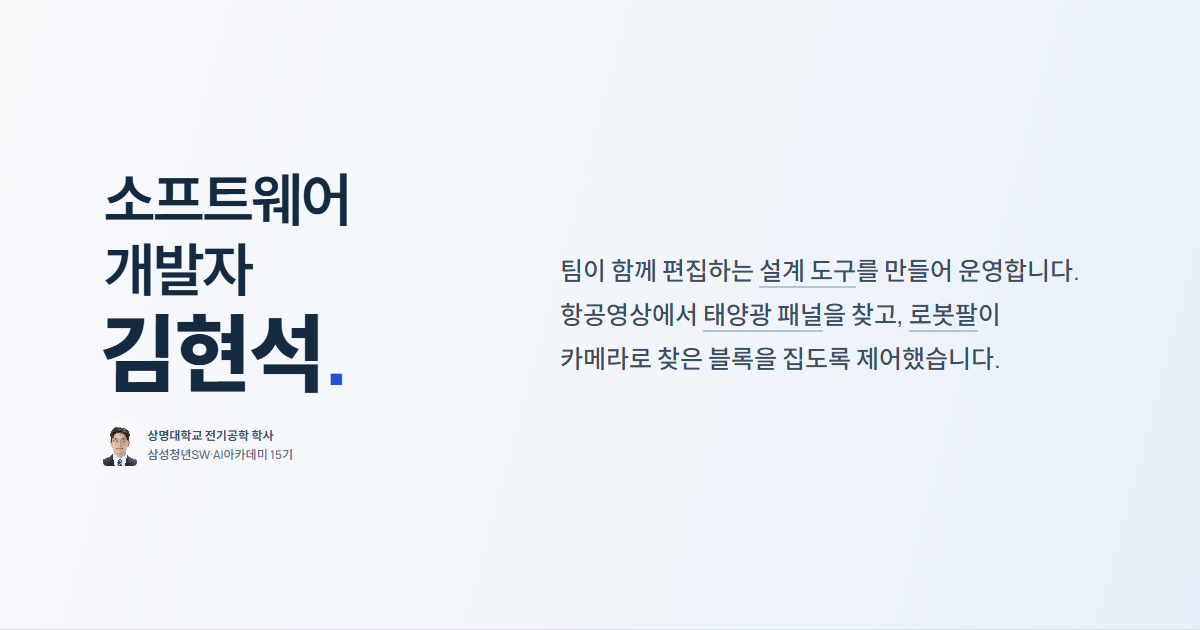 소프트웨어
개발자
김현석.
상명대학교 전기공학 학사
삼성청년SW·AI아카데미 15기
팀이 함께 편집하는 설계 도구를 만들어 운영합니다.
항공영상에서 태양광 패널을 찾고, 로봇팔이
카메라로 찾은 블록을 집도록 제어했습니다.